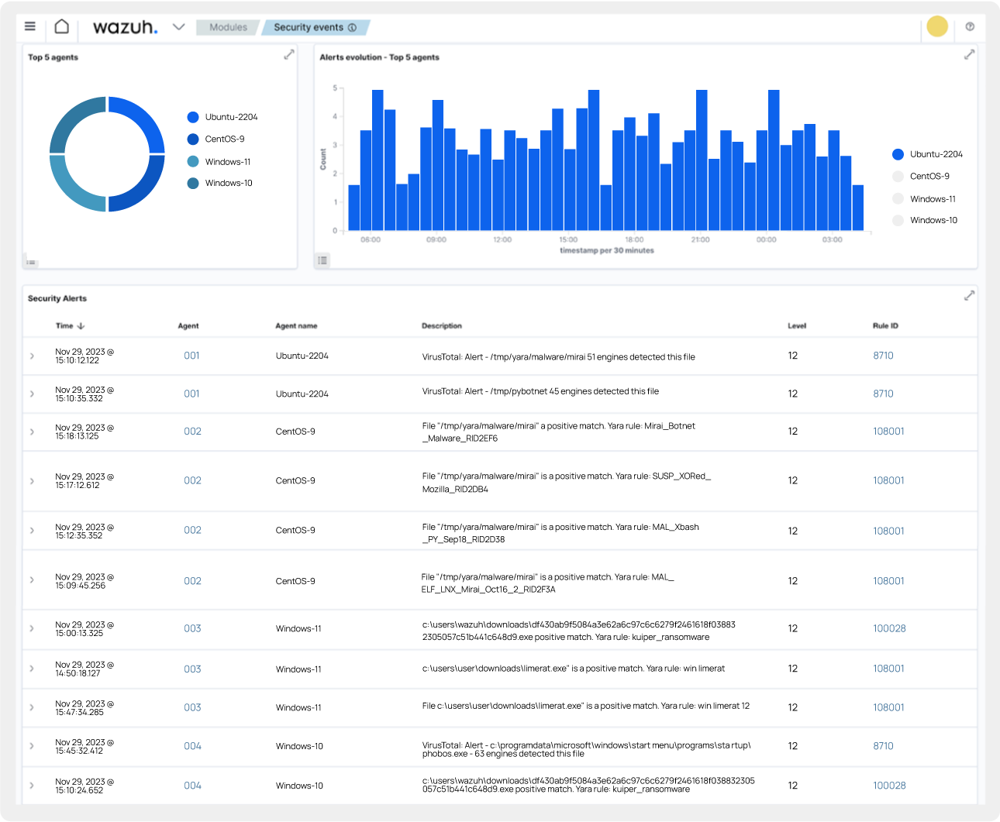 wazuh.
Modules
Security events
Top 5 agents
Ubuntu-2204
CentOS-9
Windows-11
Windows-10
Alerts evolution - Top 5 agents
Count
5
4
3
2
1
0
06:00
09:00
12:00
15:00
18:00
21:00
00:00
03:00
timestamp per 30 minutes
Ubuntu-2204
CentOS-9
Windows-11
Windows-10
Security Alerts
Time
Agent
Agent name
Description
Level
Rule ID
Nov 29, 2023 @
15:10:12.122
001
Ubuntu-2204
VirusTotal: Alert - /tmp/yara/malware/mirai 51 engines detected this file
12
8710
Nov 29, 2023 @
15:10:35.332
001
Ubuntu-2204
VirusTotal: Alert - /tmp/pybotnet 45 engines detected this file
12
8710
Nov 29, 2023 @
15:18:13.125
002
CentOS-9
File "/tmp/yara/malware/mirai" a positive match. Yara rule: Mirai_Botnet
_Malware_RID2EF6
12
108001
Nov 29, 2023 @
15:17:12.612
002
CentOS-9
File "/tmp/yara/malware/mirai" is a positive match. Yara rule: SUSP_XORed_
Mozilla_RID2DB4
12
108001
Nov 29, 2023 @
15:12:35.352
002
CentOS-9
File "/tmp/yara/malware/mirai" is a positive match. Yara rule: MAL_Xbash
_PY_Sep18_RID2D38
12
108001
Nov 29, 2023 @
15:09:45.256
002
CentOS-9
File "/tmp/yara/malware/mirai" is a positive match. Yara rule: MAL_
ELF_LNX_Mirai_Oct16_2_RID2F3A
12
108001
Nov 29, 2023 @
15:00:13.325
003
Windows-11
c:\users\wazuh\downloads\df430ab9f5084a3e62a6c97c6c6279f2461618f03883
2305057c51b441c648d9.exe positive match. Yara rule: kuiper_ransomware
12
100028
Nov 29, 2023 @
14:50:18.127
003
Windows-11
c:\users\user\downloads\limerat.exe" is a positive match. Yara rule: win limerat
12
108001
Nov 29, 2023 @
15:47:34.285
003
Windows-11
File c:\users\user\downloads\limerat.exe" is a positive match. Yara rule: win limerat 12
12
108001
Nov 29, 2023 @
15:45:32.412
004
Windows-10
VirusTotal: Alert - c:\programdata\microsoft\windows\start menu\programs\sta rtup\
phobos.exe - 63 engines detected this file
12
8710
Nov 29, 2023 @
15:10:24.652
004
Windows-10
c:\users\wazuh\downloads\df430ab9f5084a3e62a6c97c6c6279f2461618f038832305
057c51b441c648d9.exe positive match. Yara rule: kuiper_ransomware
12
100028